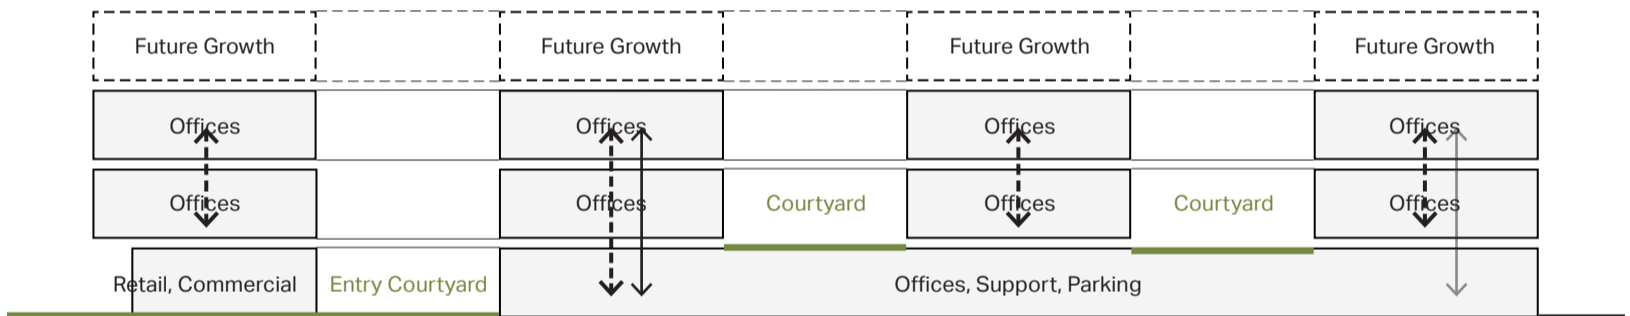 Future Growth
Future Growth
Future Growth
Future Growth
Offices
Offices
Offices
Offices
Offices
Offices
Courtyard
Offices
Courtyard
Offices
Retail, Commercial
Entry Courtyard
Offices, Support, Parking